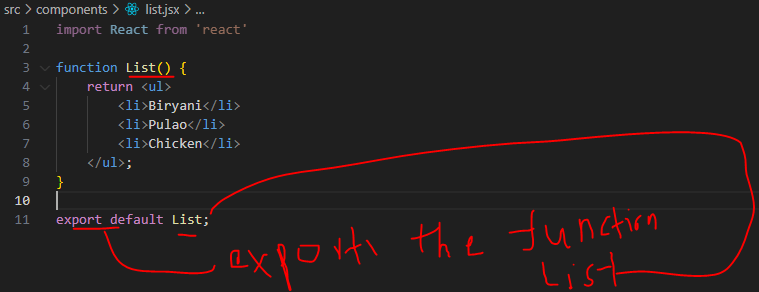 src > components > list.jsx > ...
1 import React from 'react'
2
3 function List() {
4 return <ul>
5 <li>Biryani</li>
6 <li>Pulao</li>
7 <li>Chicken</li>
8 </ul>;
9 }
10
11 export default List;
exports the function
List